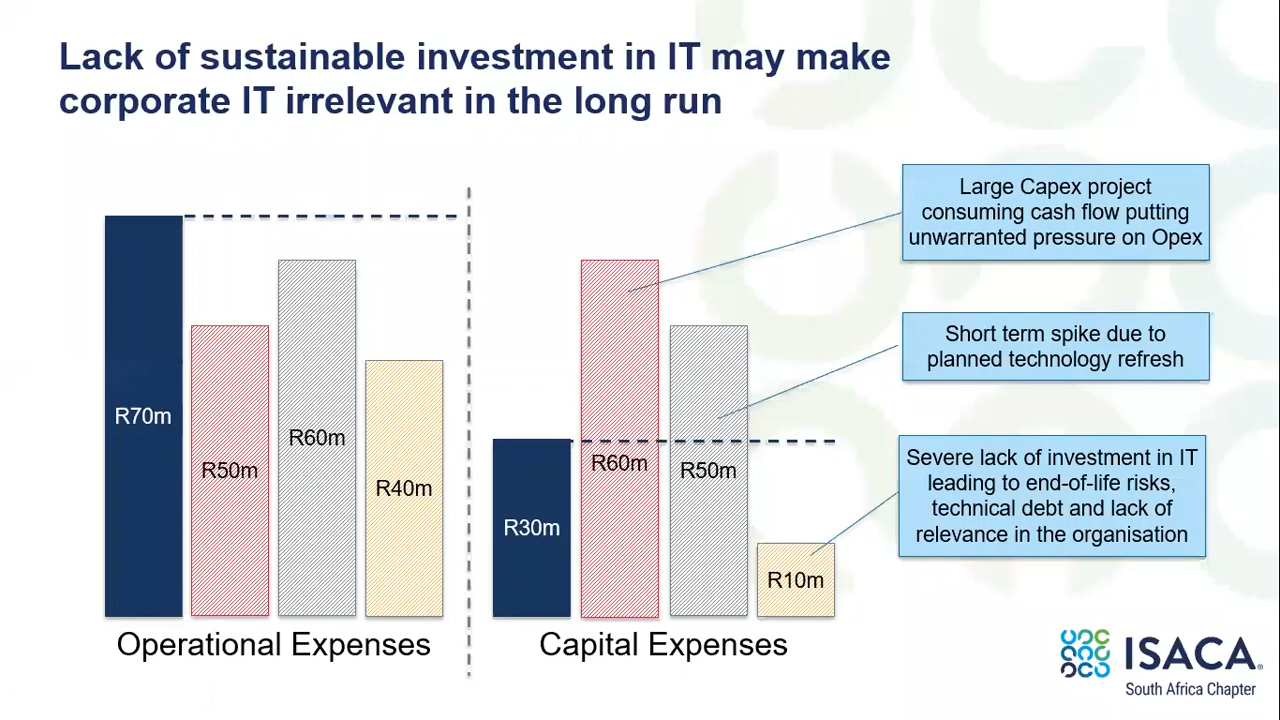 Lack of sustainable investment in IT may make
corporate IT irrelevant in the long run
R70m
R50m
R60m
R40m
Operational Expenses
R30m
R60m
R50m
R10m
Capital Expenses
Large Capex project
consuming cash flow putting
unwarranted pressure on Opex
Short term spike due to
planned technology refresh
Severe lack of investment in IT
leading to end-of-life risks,
technical debt and lack of
relevance in the organisation
ISACA®
South Africa Chapter